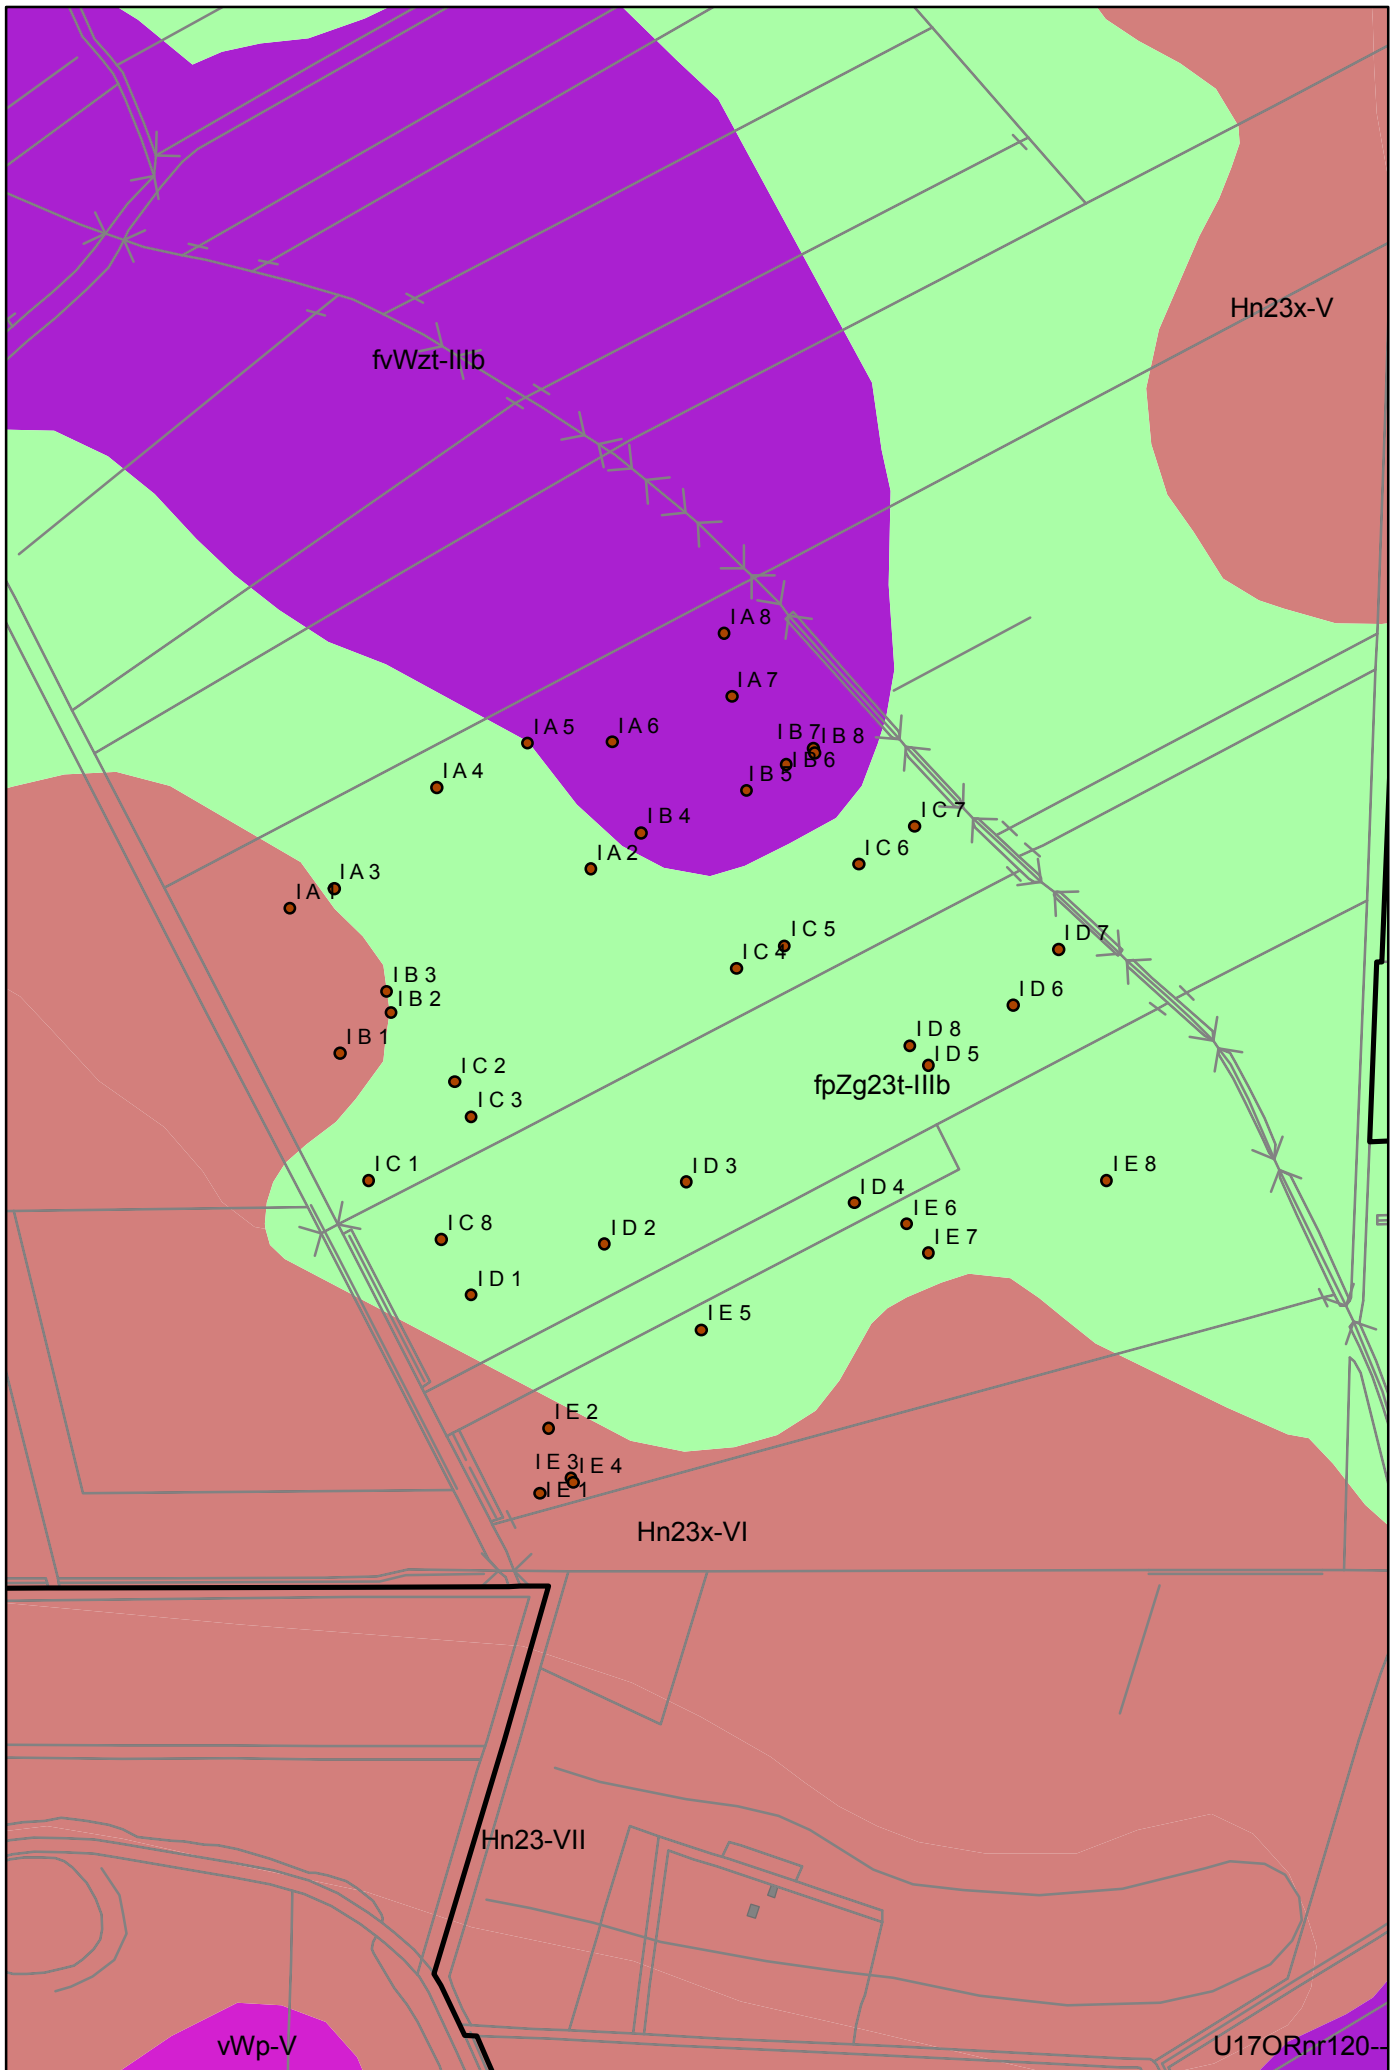 Hn23x-V
fvWzt-IIIb
I A 8
I A 7
I A 5
I A 6
I B 7
I B 8
I B 6
I A 4
I B 5
I B 4
I C 7
I A 2
I C 6
I A 3
I A 1
I C 5
I D 7
I C 4
I B 3
I B 2
I D 6
I B 1
I D 8
I D 5
I C 2
fpZg23t-IIIb
I C 3
I C 1
I D 3
I E 8
I D 4
I C 8
I D 2
I E 6
I E 7
I D 1
I E 5
I E 2
I E 3
I E 4
I E 1
Hn23x-VI
Hn23-VII
vWp-V
U17ORnr120--